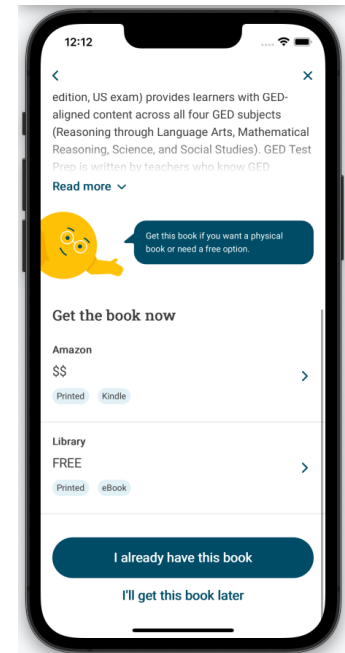 12:12
edition, US exam) provides learners with GED-
aligned content across all four GED subjects
(Reasoning through Language Arts, Mathematical
Reasoning, Science, and Social Studies). GED Test
Prep is written by teachers who know GED
Read more
Get this book if you want a physical
book or need a free option.
Get the book now
Amazon
$$
Printed Kindle
Library
FREE
Printed eBook
I already have this book
I'll get this book later